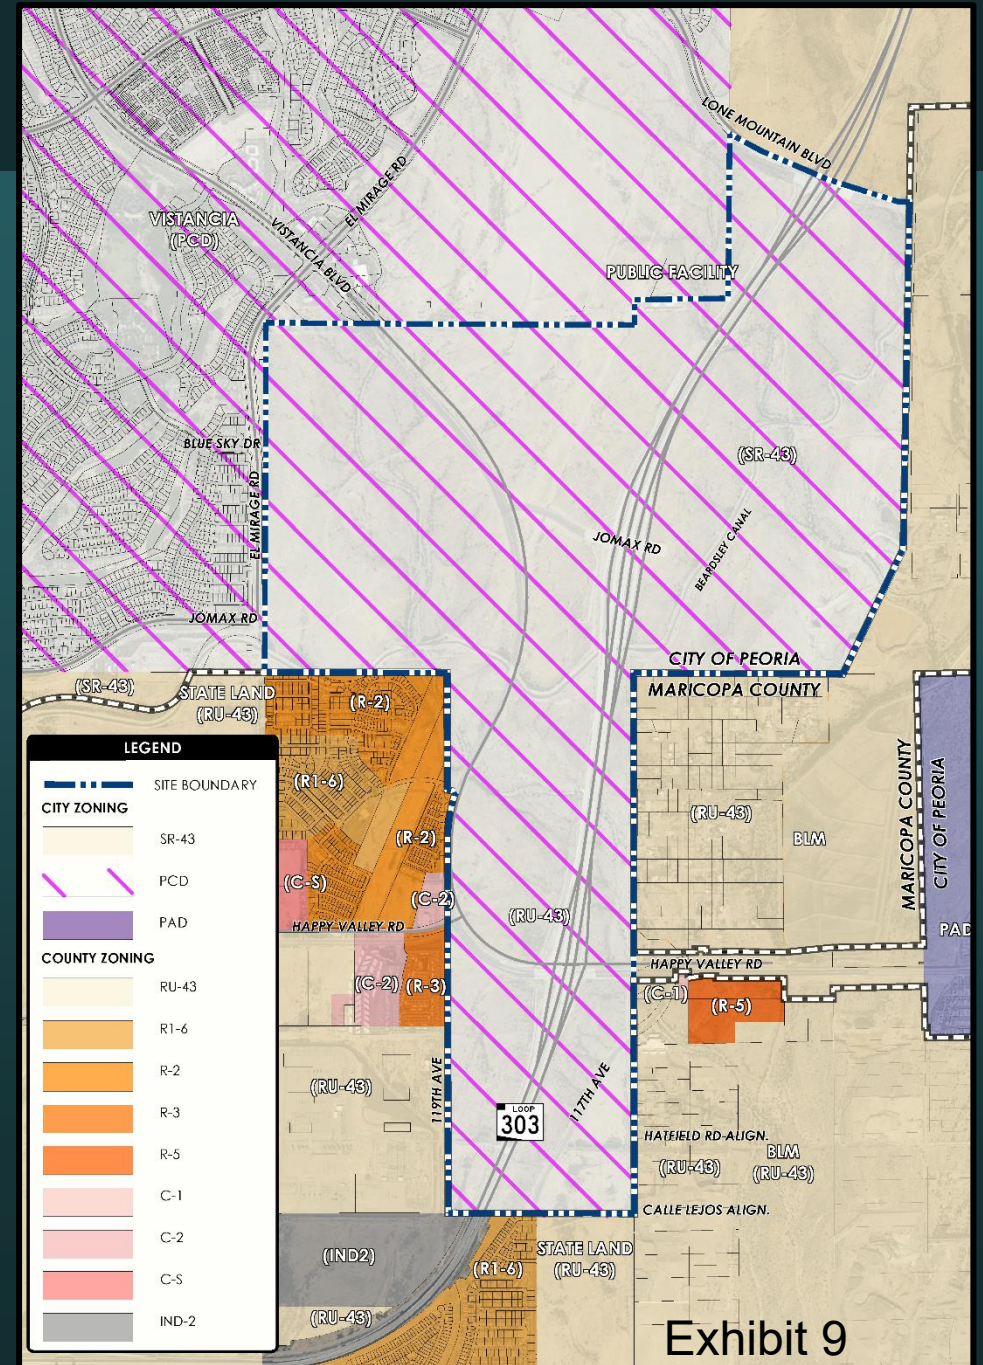 LONE MOUNTAIN BLVD
EL MIRAGE RD
VISTANCIA
(PCD)
VISTANCIA BLVD
PUBLIC FACILITY
BLUE SKY DR
(SR-43)
EL MIRAGE RD
JOMAX RD
BEARDSLEY CANAL
JOMAX RD
CITY OF PEORIA
MARICOPA COUNTY
(SR-43)
STATE LAND
(RU-43)
(R-2)
LEGEND
SITE BOUNDARY
CITY ZONING
SR-43
PCD
PAD
COUNTY ZONING
RU-43
R1-6
R-2
R-3
R-5
C-1
C-2
C-S
IND-2
(R1-6)
(R-2)
(C-S)
(C-2)
HAPPY VALLEY RD
(RU-43)
(RU-43)
BLM
MARICOPA COUNTY
CITY OF PEORIA
PAD
HAPPY VALLEY RD
(C-2)
(R-3)
(C-1)
(R-5)
(RU-43)
119TH AVE
117TH AVE
LOOP
303
HATFIELD RD ALIGN.
(RU-43)
BLM
(RU-43)
CALLE LEJOS ALIGN.
(IND2)
(R1-6)
STATE LAND
(RU-43)
(RU-43)
Exhibit 9